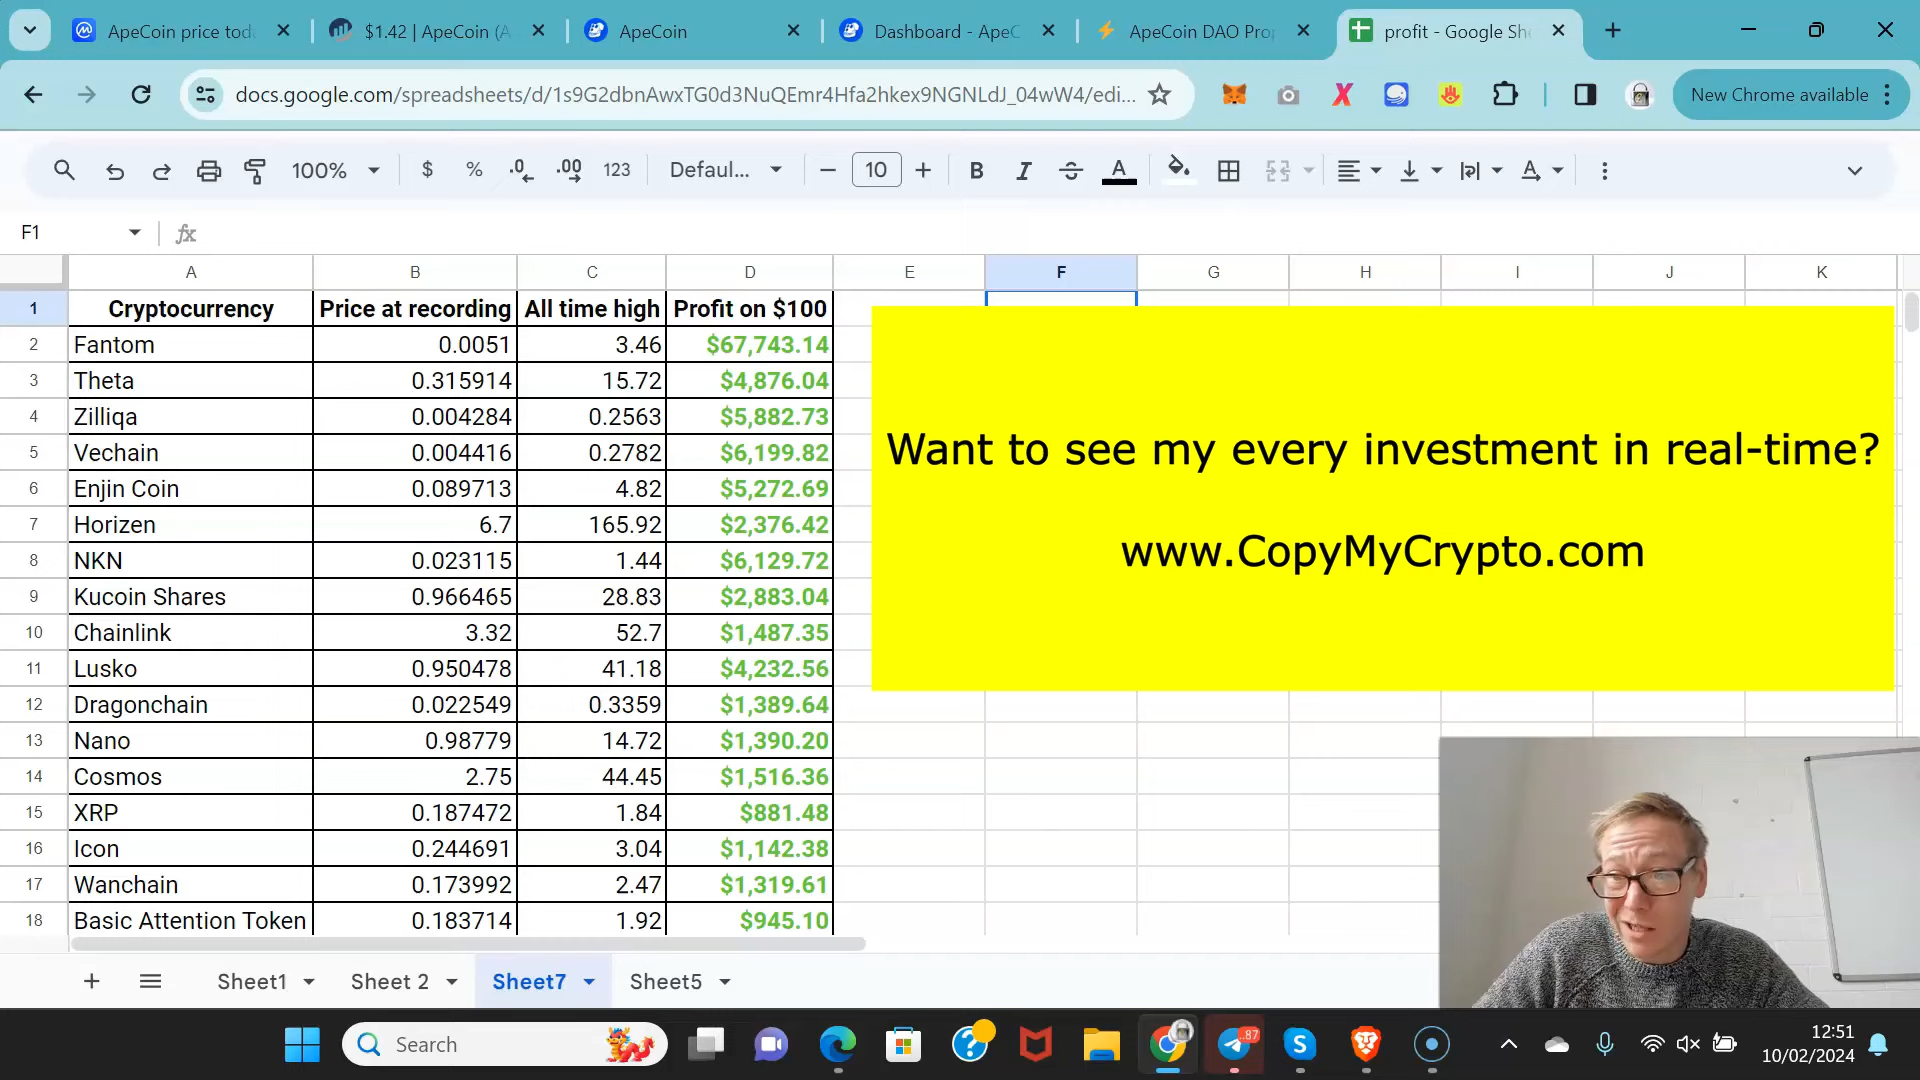 ApeCoin price tod
$1.42 | ApeCoin (A
ApeCoin
Dashboard - ApeC
ApeCoin DAO Prop
profit - Google She
docs.google.com/spreadsheets/d/1s9G2dbnAwxTG0d3NuQEmr4Hfa2hkex9NGNLdJ_04wW4/edi...
New Chrome available
100%
$
%
.0
.00
123
Defaul...
10
B
I
A
A
F1
fx
A B C D E F G H I J K
1 Cryptocurrency Price at recording All time high Profit on $100
2 Fantom 0.0051 3.46 $67,743.14
3 Theta 0.315914 15.72 $4,876.04
4 Zilliqa 0.004284 0.2563 $5,882.73
5 Vechain 0.004416 0.2782 $6,199.82
6 Enjin Coin 0.089713 4.82 $5,272.69
7 Horizen 6.7 165.92 $2,376.42
8 NKN 0.023115 1.44 $6,129.72
9 Kucoin Shares 0.966465 28.83 $2,883.04
10 Chainlink 3.32 52.7 $1,487.35
11 Lusko 0.950478 41.18 $4,232.56
12 Dragonchain 0.022549 0.3359 $1,389.64
13 Nano 0.98779 14.72 $1,390.20
14 Cosmos 2.75 44.45 $1,516.36
15 XRP 0.187472 1.84 $881.48
16 Icon 0.244691 3.04 $1,142.38
17 Wanchain 0.173992 2.47 $1,319.61
18 Basic Attention Token 0.183714 1.92 $945.10
Want to see my every investment in real-time?
www.CopyMyCrypto.com
Sheet1
Sheet 2
Sheet7
Sheet5
Search
..87
12:51
10/02/2024